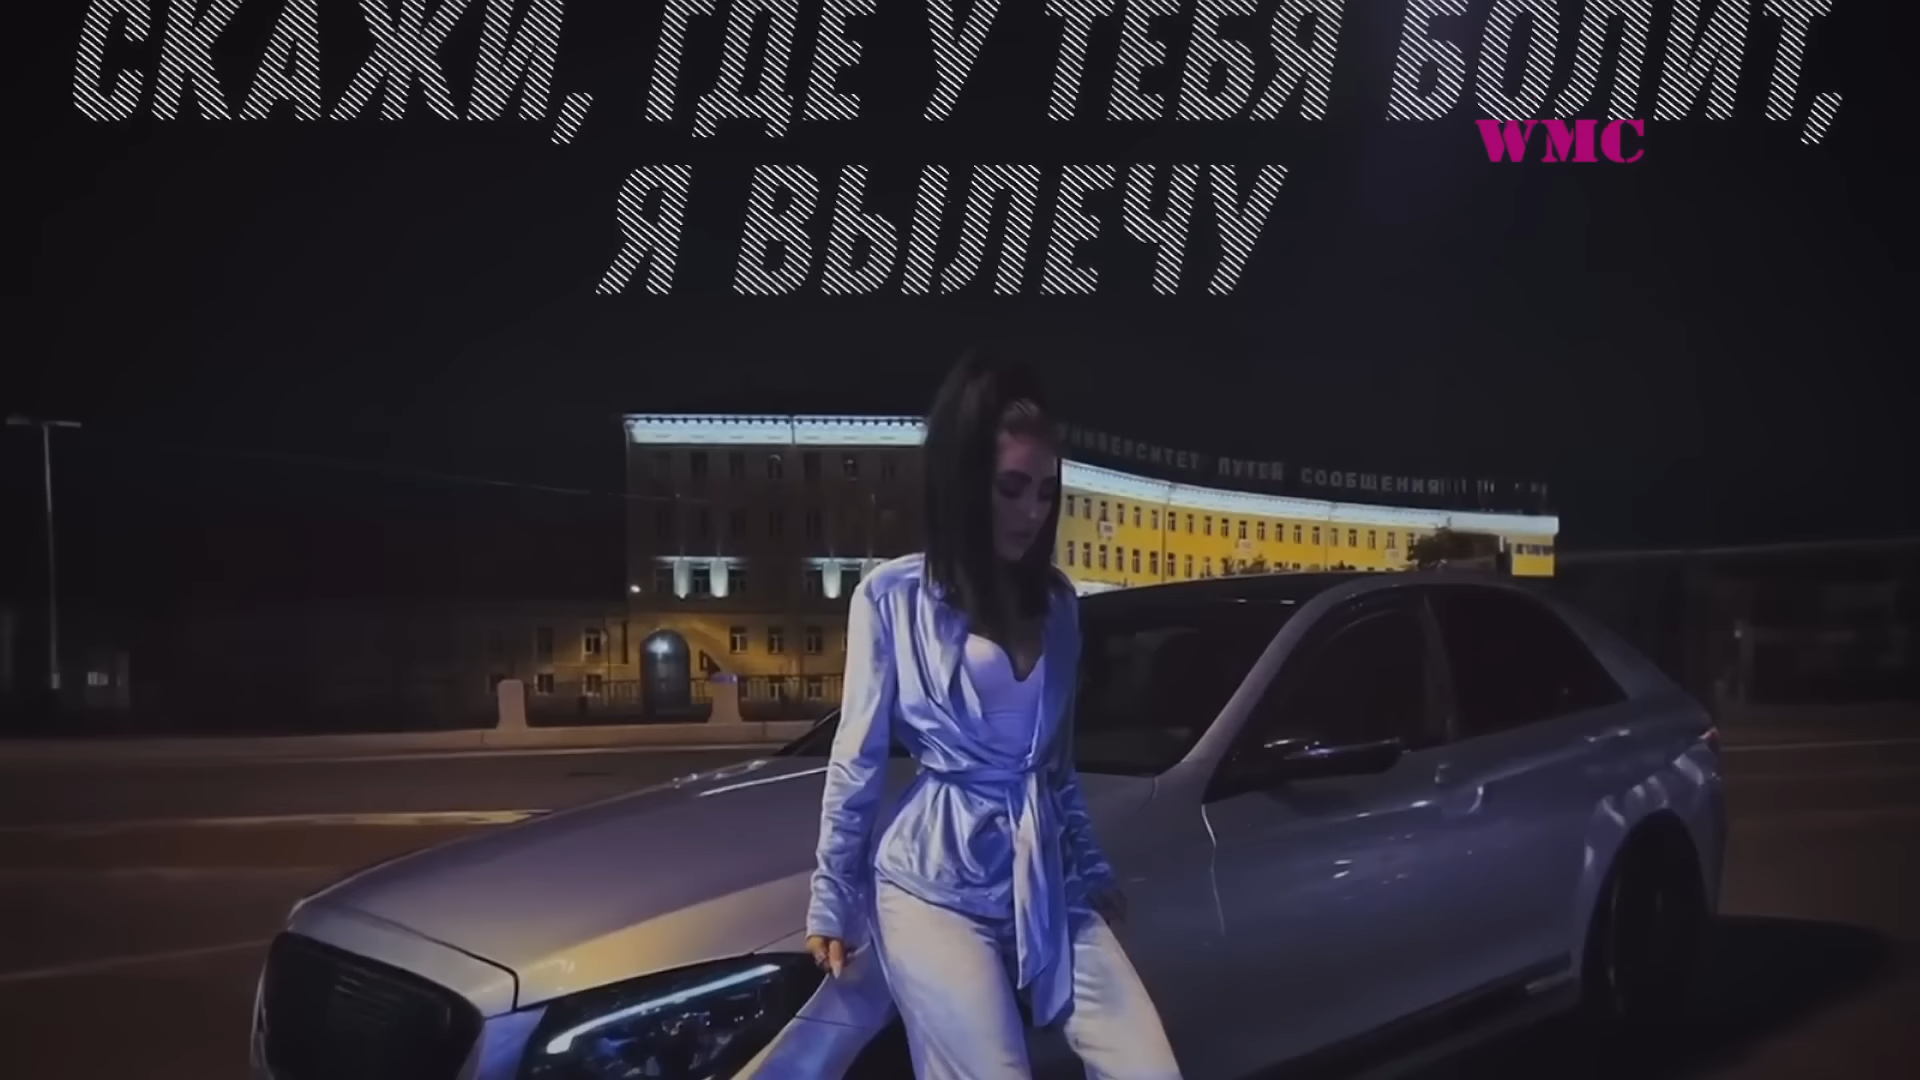 СКАЖИ, ГДЕ У ТЕБЯ БОЛИТ,
WMC
Я ВЫЛЕЧУ
УНИВЕРСИТЕТ ПУТЕЙ СООБЩЕНИЯ